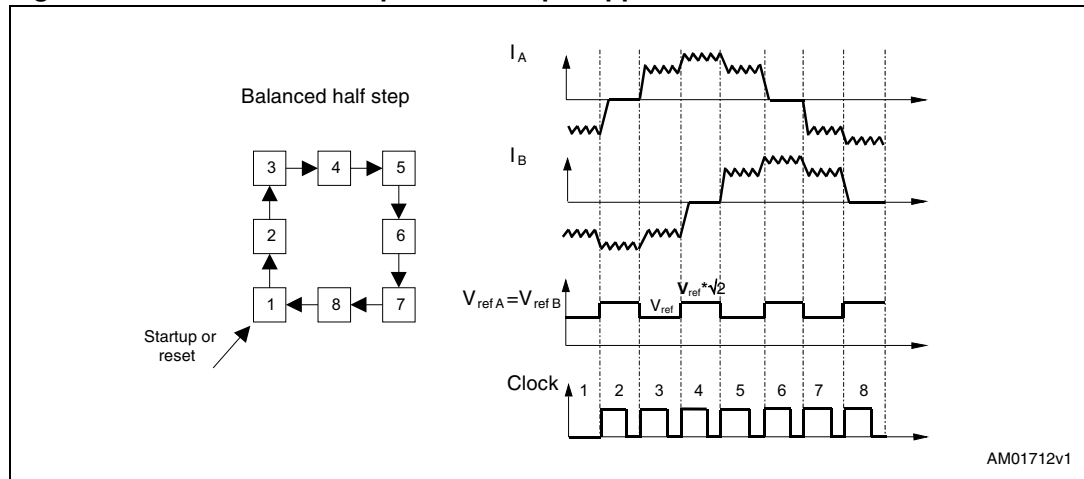 Balanced half step
3 4 5
2 6
1 8 7
Startup or
reset
I A
I B
V ref A =V ref B
V ref
V ref *√2
Clock
1 2 3 4 5 6 7 8
AM01712v1